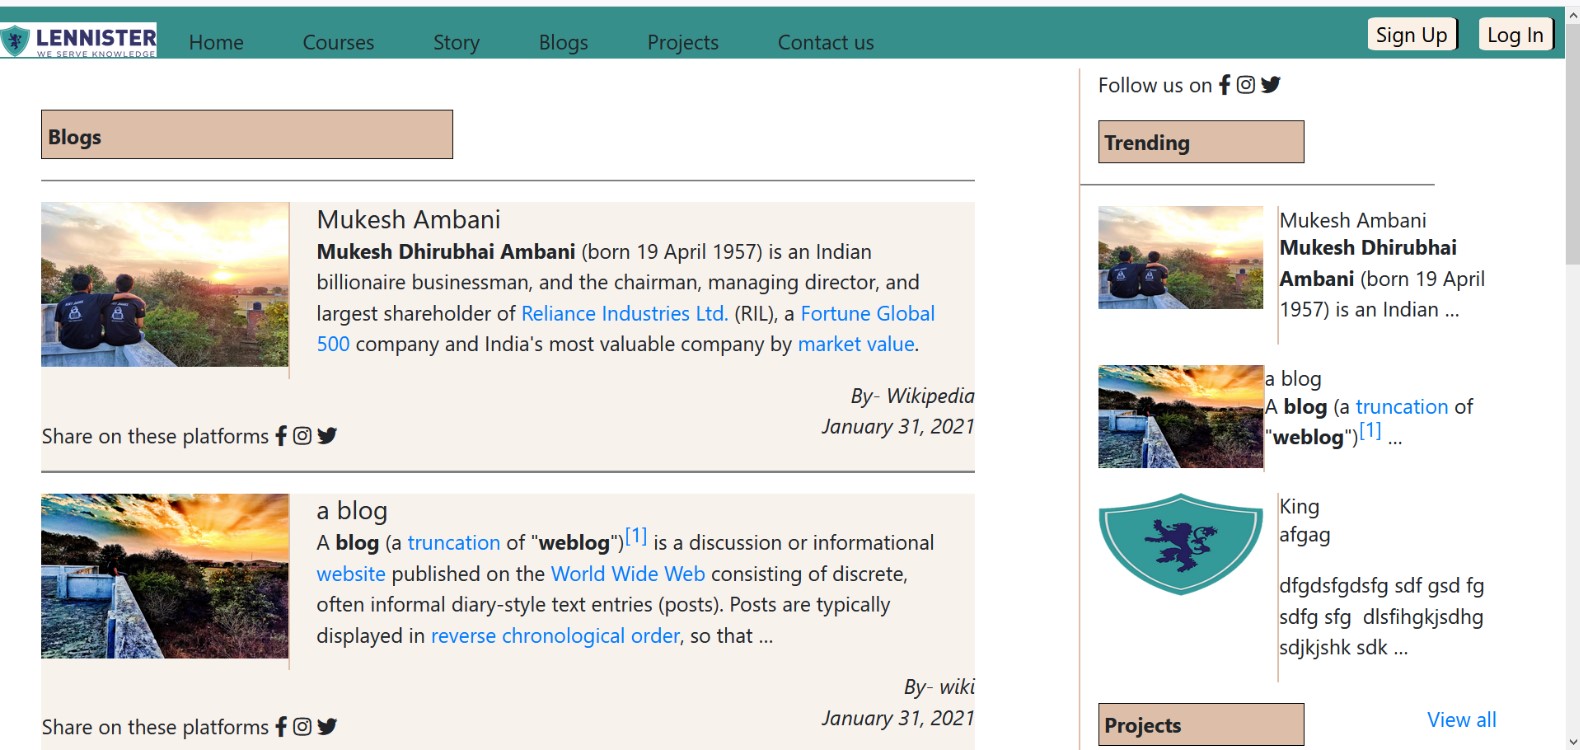 LENNISTER
WE SERVE KNOWLEDGE
Home Courses Story Blogs Projects Contact us
Sign Up Log In
Blogs
Mukesh Ambani
Mukesh Dhirubhai Ambani (born 19 April 1957) is an Indian
billionaire businessman, and the chairman, managing director, and
largest shareholder of Reliance Industries Ltd. (RIL), a Fortune Global
500 company and India's most valuable company by market value.
By- Wikipedia
January 31, 2021
Share on these platforms
a blog
A blog (a truncation of "weblog")[1] is a discussion or informational
website published on the World Wide Web consisting of discrete,
often informal diary-style text entries (posts). Posts are typically
displayed in reverse chronological order, so that ...
By- wiki
January 31, 2021
Share on these platforms
Follow us on
Trending
Mukesh Ambani
Mukesh Dhirubhai
Ambani (born 19 April
1957) is an Indian ...
a blog
A blog (a truncation of
"weblog")[1] ...
King
afgag
dfgdsfgdsfg sdf gsd fg
sdfg sfg dlsfihgkjsdhg
sdjkjshk sdk ...
Projects
View all